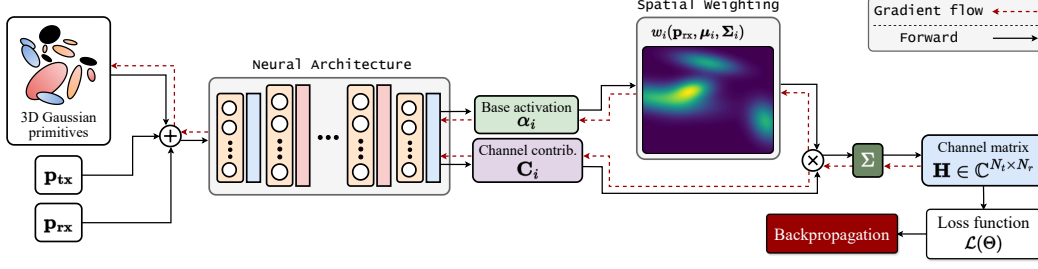 Spatial Weighting
Gradient flow
Forward
w_i(p_rx, μ_i, Σ_i)
Neural Architecture
3D Gaussian
primitives
Base activation
α_i
Channel contrib.
C_i
p_tx
p_rx
Σ
Channel matrix
H ∈ ℂ^{N_t×N_r}
Loss function
ℒ(Θ)
Backpropagation